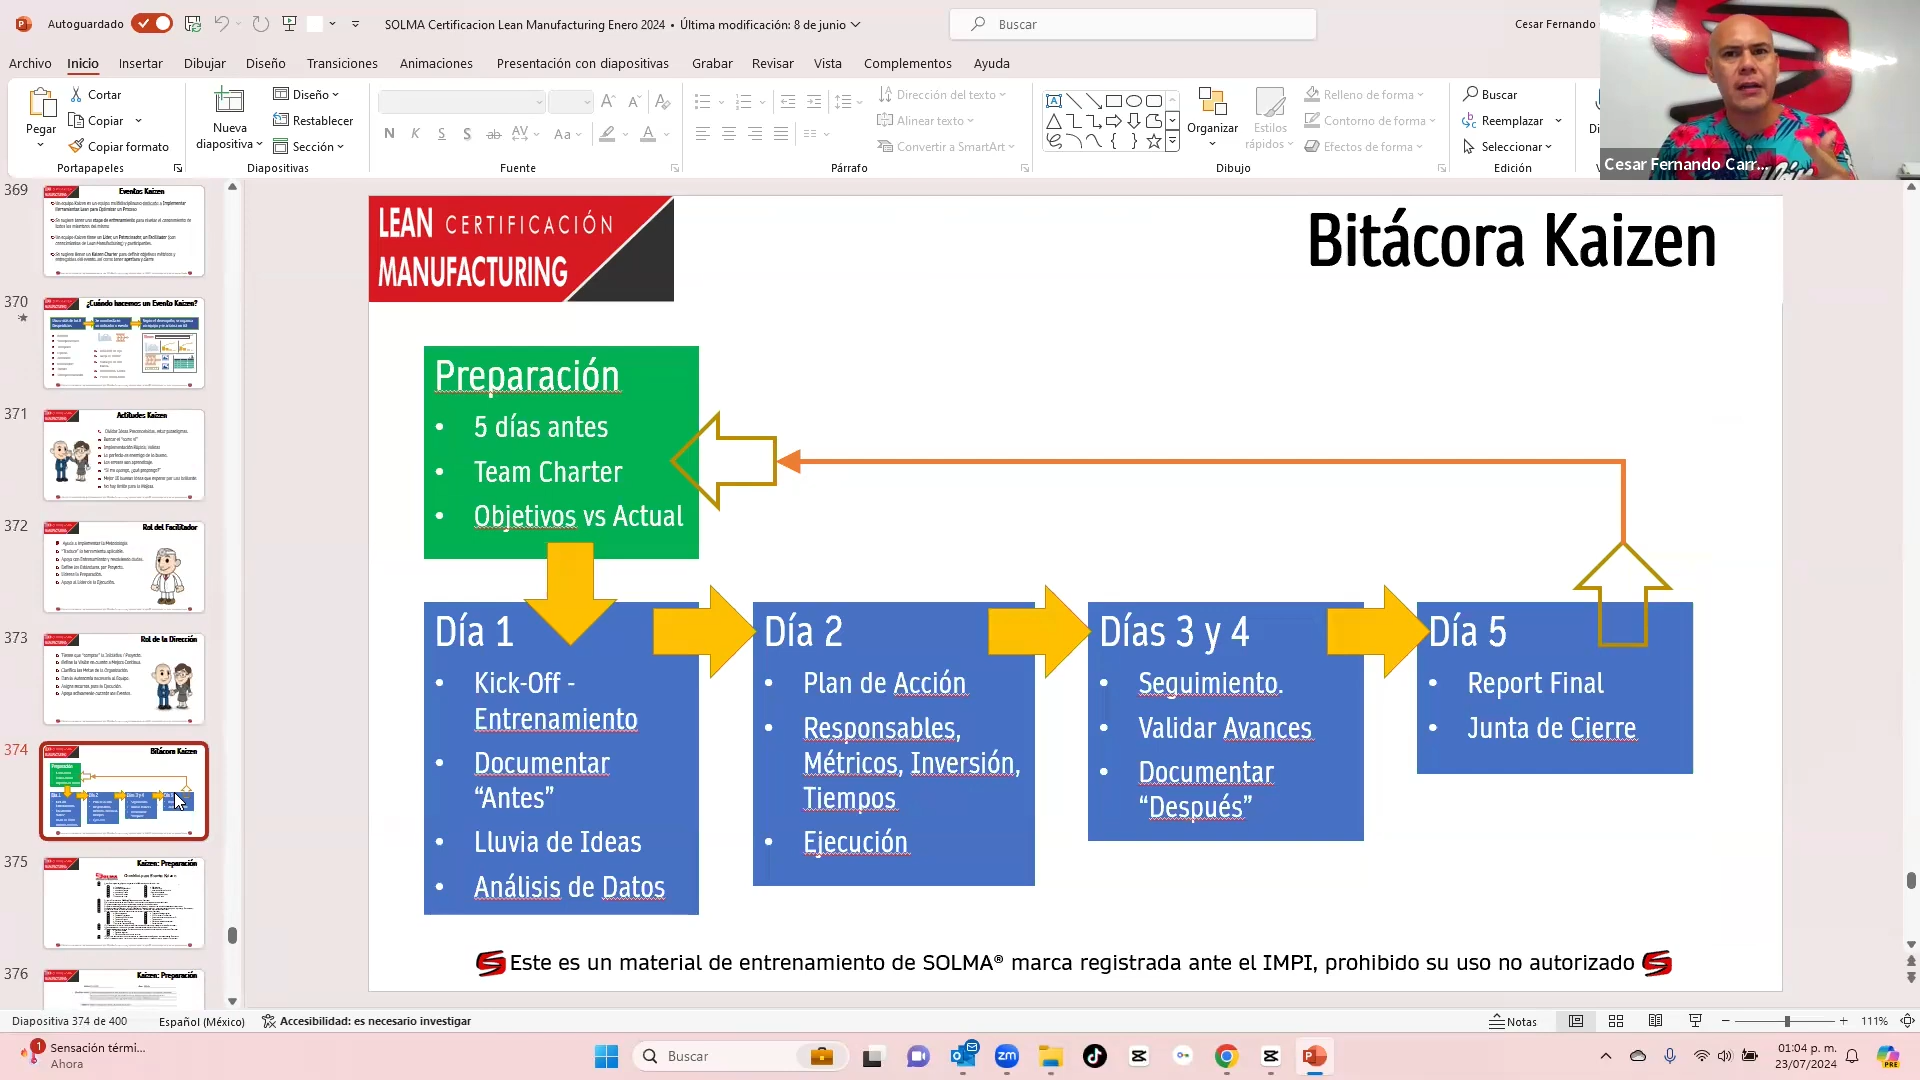 Autoguardado
SOLMA Certificacion Lean Manufacturing Enero 2024 • Última modificación: 8 de junio
Buscar
Cesar Fernando
Archivo Inicio Insertar Dibujar Diseño Transiciones Animaciones Presentación con diapositivas Grabar Revisar Vista Complementos Ayuda
Pegar
Cortar
Copiar
Copiar formato
Portapapeles
Nueva
diapositiva
Diseño
Restablecer
Sección
Diapositivas
N K S S ab AV Aa A
Fuente
Dirección del texto
Alinear texto
Convertir a SmartArt
Párrafo
Organizar
Estilos
rápidos
Relleno de forma
Contorno de forma
Efectos de forma
Dibujo
Buscar
Reemplazar
Seleccionar
Edición
Cesar Fernando Carr...
369
Eventos Kaizen
370
¿Cuándo hacemos un Evento Kaizen?
371
Actitudes Kaizen
372
Rol del Facilitador
373
Rol de la Dirección
374
Bitácora Kaizen
375
Kaizen: Preparación
376
Kaizen: Preparación
LEAN CERTIFICACIÓN
MANUFACTURING
Bitácora Kaizen
Preparación
• 5 días antes
• Team Charter
• Objetivos vs Actual
Día 1
• Kick-Off -
Entrenamiento
• Documentar
“Antes”
• Lluvia de Ideas
• Análisis de Datos
Día 2
• Plan de Acción
• Responsables,
Métricos, Inversión,
Tiempos
• Ejecución
Días 3 y 4
• Seguimiento.
• Validar Avances
• Documentar
“Después”
Día 5
• Report Final
• Junta de Cierre
Este es un material de entrenamiento de SOLMA® marca registrada ante el IMPI, prohibido su uso no autorizado
Diapositiva 374 de 400 Español (México) Accesibilidad: es necesario investigar
Notas
111%
1
Sensación térmi...
Ahora
Buscar
zm
01:04 p. m.
23/07/2024
PRE